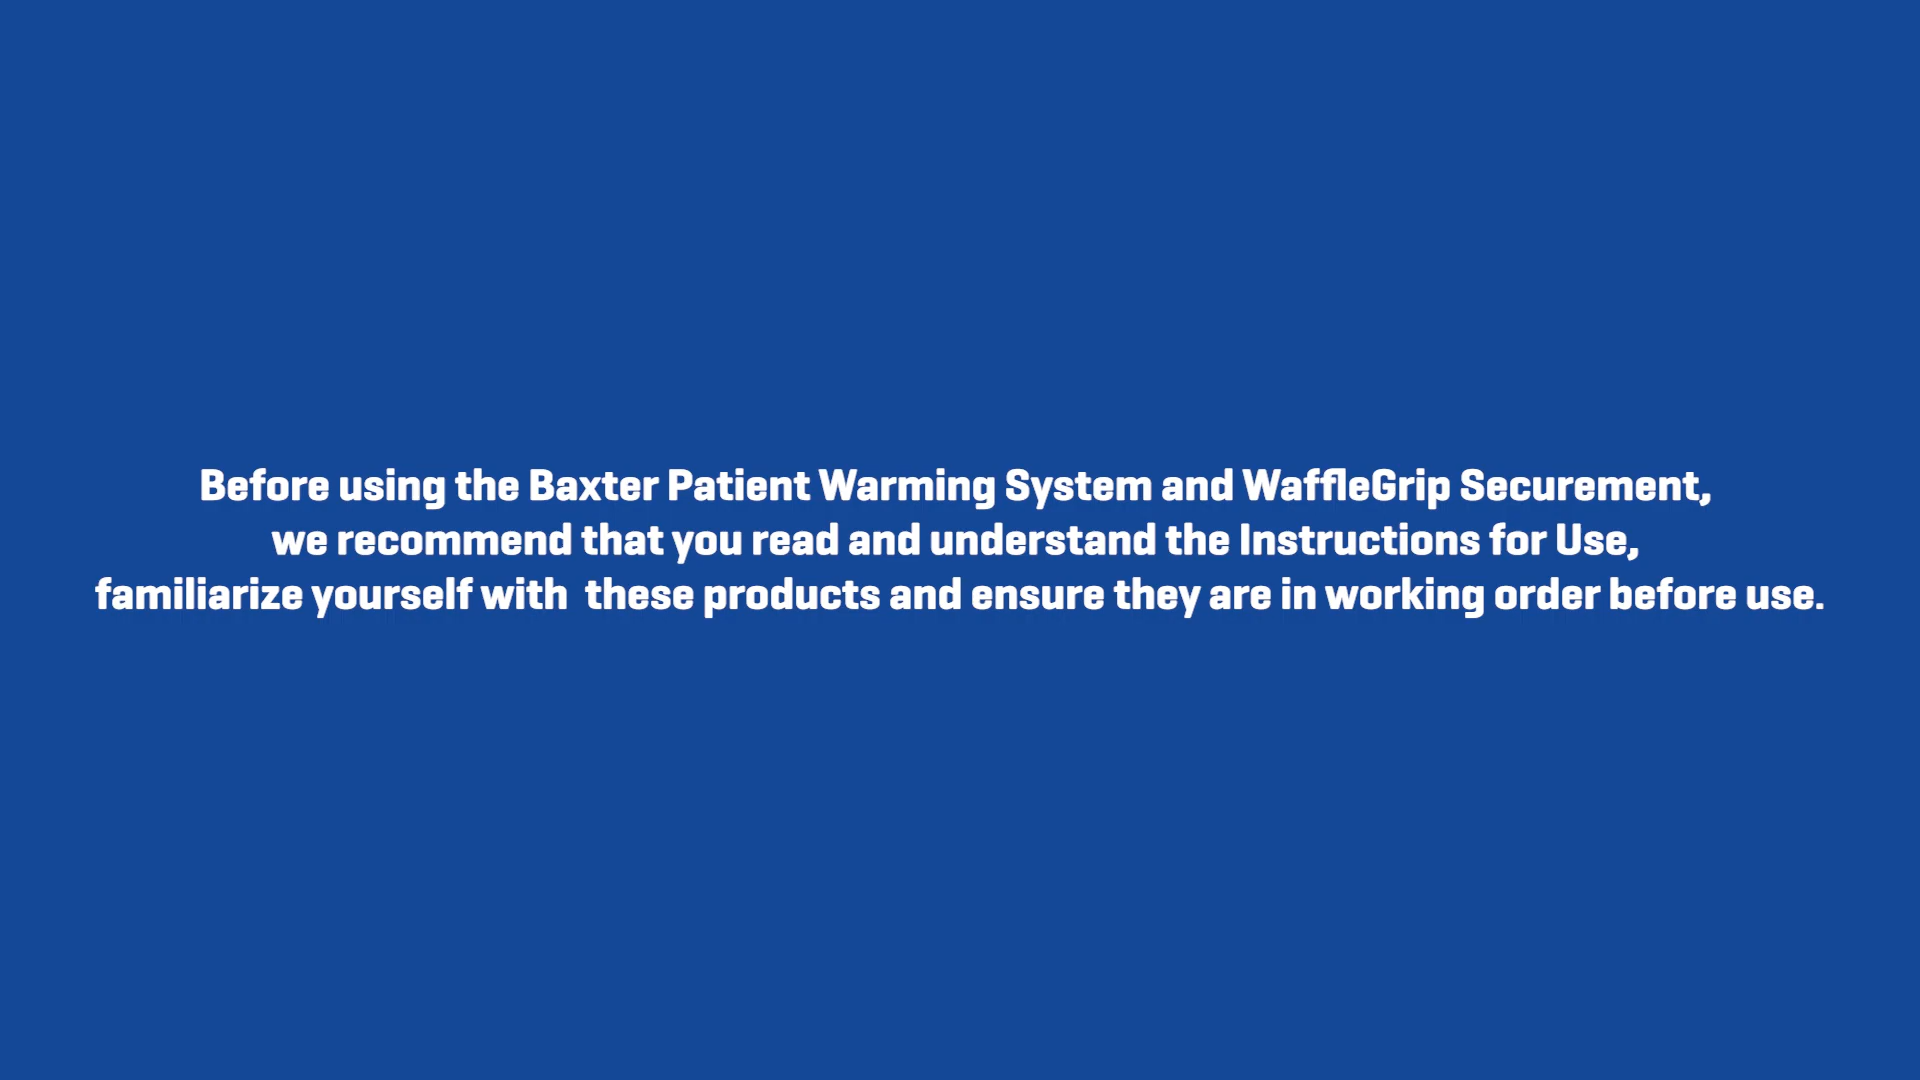 Before using the Baxter Patient Warming System and WaffleGrip Securement,
we recommend that you read and understand the Instructions for Use,
familiarize yourself with  these products and ensure they are in working order before use.